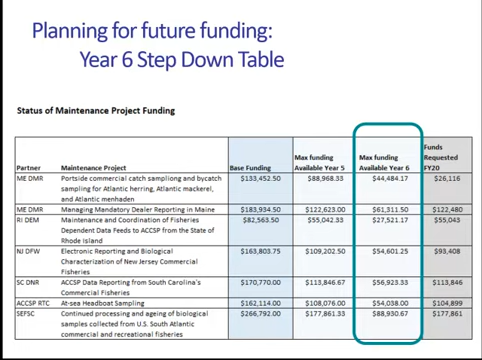 Planning for future funding:
Year 6 Step Down Table
Status of Maintenance Project Funding
Partner Maintenance Project Base Funding Max funding Available Year 5 Max funding Available Year 6 Funds Requested FY20
ME DMR Portside commercial catch sampliong and bycatch $133,452.50 $88,968.33 $44,484.17 $26,116
sampling for Atlantic herring, Atlantic mackerel,
and Atlantic menhaden
ME DMR Managing Mandatory Dealer Reporting in Maine $183,934.50 $122,623.00 $61,311.50 $122,480
RI DEM Maintenance and Coordination of Fisheries $82,563.50 $55,042.33 $27,521.17 $55,043
Dependent Data Feeds to ACCSP from the State of
Rhode Island
NJ DFW Electronic Reporting and Biological $163,803.75 $109,202.50 $54,601.25 $93,408
Characterization of New Jersey Commercial
Fisheries
SC DNR ACCSP Data Reporting from South Carolina's $170,770.00 $113,846.67 $56,923.33 $113,846
Commercial Fisheries
ACCSP RTC At-sea Headboat Sampling $162,114.00 $108,076.00 $54,038.00 $104,899
SEFSC Continued processing and ageing of biological $266,792.00 $177,861.33 $88,930.67 $177,861
samples collected from U.S. South Atlantic
commercial and recreational fisheries